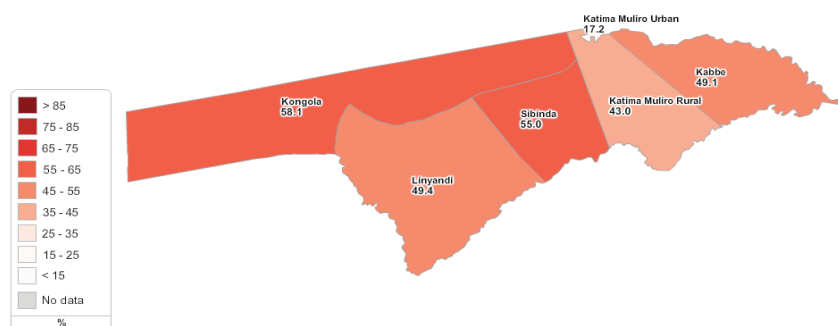 Katima Muliro Urban
17.2
Kabbe
49.1
Kongola
58.1
Katima Muliro Rural
43.0
Sibinda
55.0
Linyandi
49.4
> 85
75 - 85
65 - 75
55 - 65
45 - 55
35 - 45
25 - 35
15 - 25
< 15
No data
%